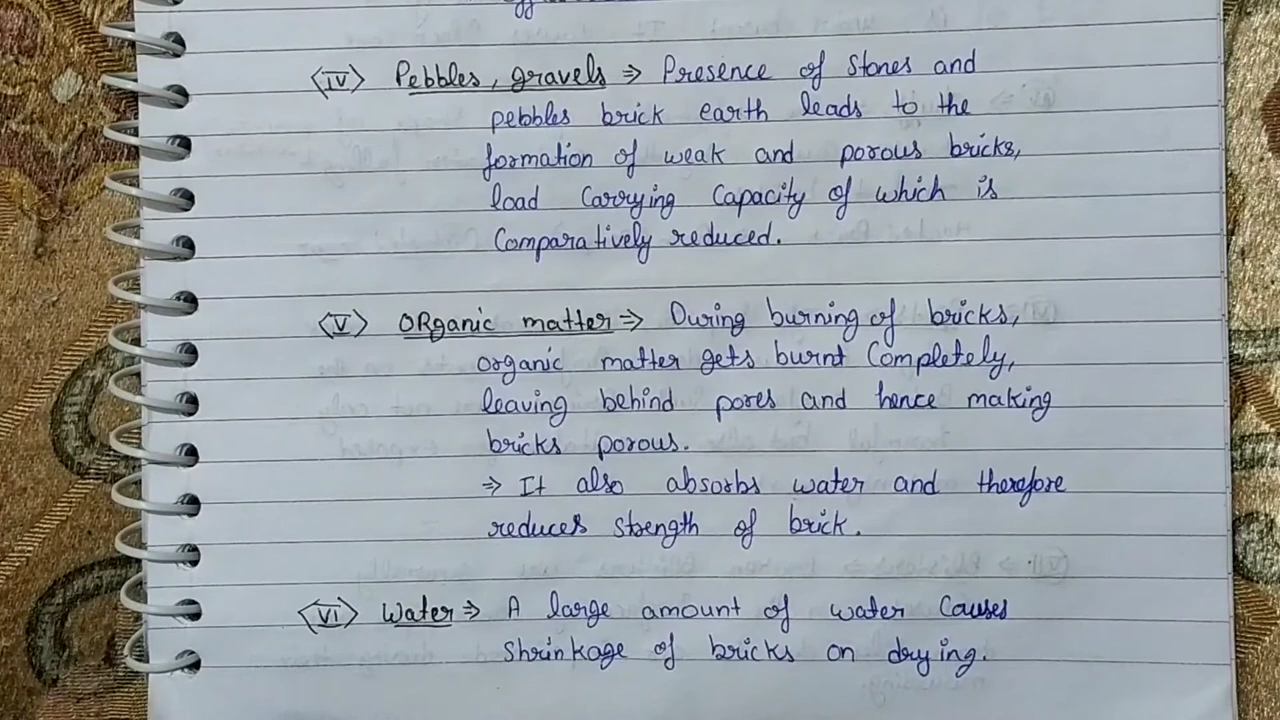 <IV> Pebbles, gravels ⇒ Presence of stones and
pebbles brick earth leads to the
formation of weak and porous bricks,
load carrying capacity of which is
comparatively reduced.
<V> Organic matter ⇒ During burning of bricks,
organic matter gets burnt completely,
leaving behind pores and hence making
bricks porous.
⇒ It also absorbs water and therefore
reduces strength of brick.
<VI> Water ⇒ A large amount of water causes
shrinkage of bricks on drying.